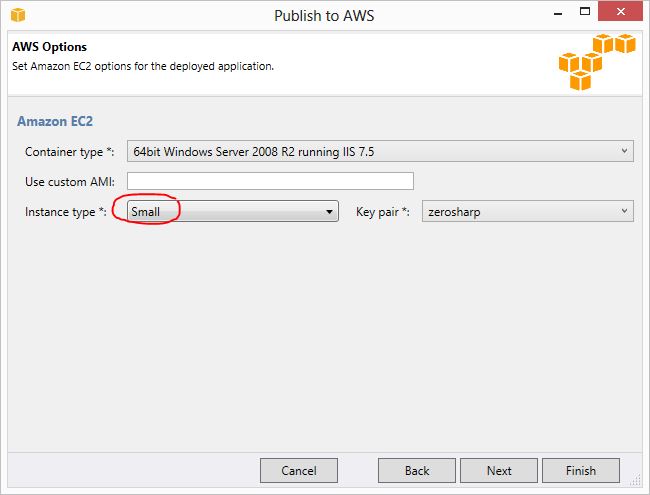 Publish to AWS
AWS Options
Set Amazon EC2 options for the deployed application.
Amazon EC2
Container type *: 64bit Windows Server 2008 R2 running IIS 7.5
Use custom AMI:
Instance type *: Small Key pair *: zerosharp
Cancel Back Next Finish